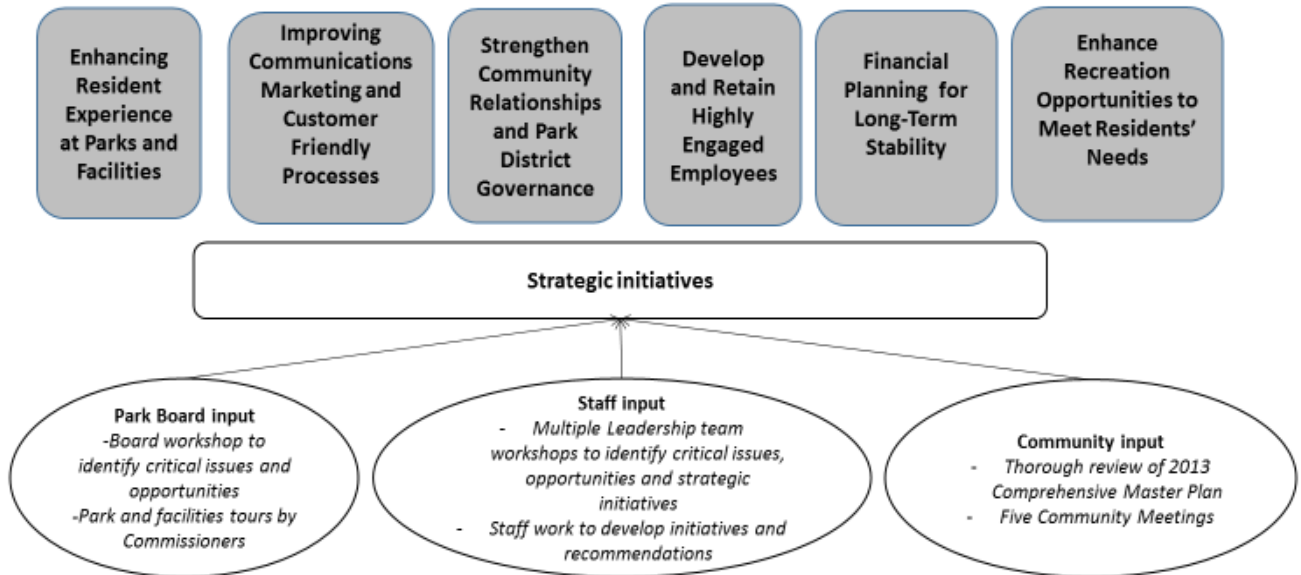 Enhancing
Resident
Experience
at Parks and
Facilities
Improving
Communications
Marketing and
Customer
Friendly
Processes
Strengthen
Community
Relationships
and Park
District
Governance
Develop
and Retain
Highly
Engaged
Employees
Financial
Planning for
Long-Term
Stability
Enhance
Recreation
Opportunities to
Meet Residents’
Needs
Strategic initiatives
Park Board input
-Board workshop to
identify critical issues and
opportunities
-Park and facilities tours by
Commissioners
Staff input
- Multiple Leadership team
workshops to identify critical issues,
opportunities and strategic
initiatives
- Staff work to develop initiatives and
recommendations
Community input
- Thorough review of 2013
Comprehensive Master Plan
- Five Community Meetings